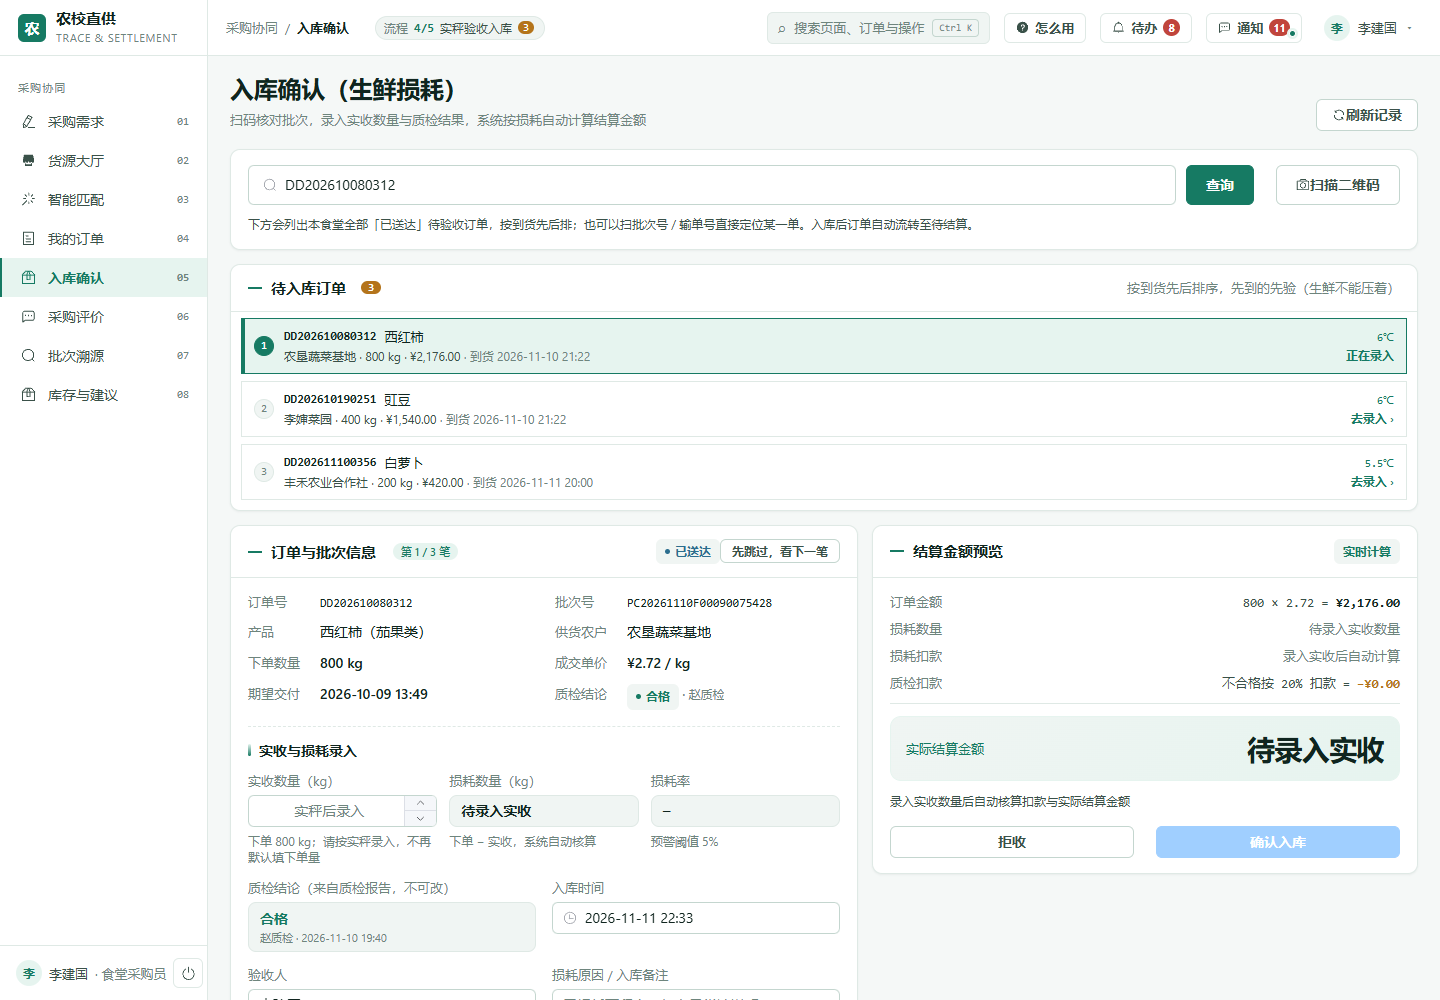 农
农校直供
TRACE & SETTLEMENT
采购协同 / 入库确认
流程 4/5 实秤验收入库 3
搜索页面、订单与操作 Ctrl K
怎么用
待办 8
通知 11
李 李建国
采购协同
采购需求 01
货源大厅 02
智能匹配 03
我的订单 04
入库确认 05
采购评价 06
批次溯源 07
库存与建议 08
李 李建国 · 食堂采购员
入库确认（生鲜损耗）
扫码核对批次，录入实收数量与质检结果，系统按损耗自动计算结算金额
刷新记录
DD202610080312
查询
扫描二维码
下方会列出本食堂全部「已送达」待验收订单，按到货先后排；也可以扫批次号 / 输单号直接定位某一单。入库后订单自动流转至待结算。
待入库订单 3
按到货先后排序，先到的先验（生鲜不能压着）
1 DD202610080312 西红柿
农垦蔬菜基地 · 800 kg · ¥2,176.00 · 到货 2026-11-10 21:22
6℃
正在录入
2 DD202610190251 豇豆
李婶菜园 · 400 kg · ¥1,540.00 · 到货 2026-11-10 21:22
6℃
去录入 ›
3 DD202611100356 白萝卜
丰禾农业合作社 · 200 kg · ¥420.00 · 到货 2026-11-11 20:00
5.5℃
去录入 ›
订单与批次信息 第 1 / 3 笔
已送达
先跳过，看下一笔
订单号 DD202610080312
批次号 PC20261110F00090075428
产品 西红柿（茄果类）
供货农户 农垦蔬菜基地
下单数量 800 kg
成交单价 ¥2.72 / kg
期望交付 2026-10-09 13:49
质检结论 合格 · 赵质检
实收与损耗录入
实收数量（kg）
实秤后录入
下单 800 kg；请按实秤录入，不再
默认填下单量
损耗数量（kg）
待录入实收
下单 − 实收，系统自动核算
损耗率
–
预警阈值 5%
质检结论（来自质检报告，不可改）
合格
赵质检 · 2026-11-10 19:40
入库时间
2026-11-11 22:33
验收人
损耗原因 / 入库备注
结算金额预览
实时计算
订单金额 800 × 2.72 = ¥2,176.00
损耗数量 待录入实收数量
损耗扣款 录入实收后自动计算
质检扣款 不合格按 20% 扣款 = −¥0.00
实际结算金额 待录入实收
录入实收数量后自动核算扣款与实际结算金额
拒收
确认入库